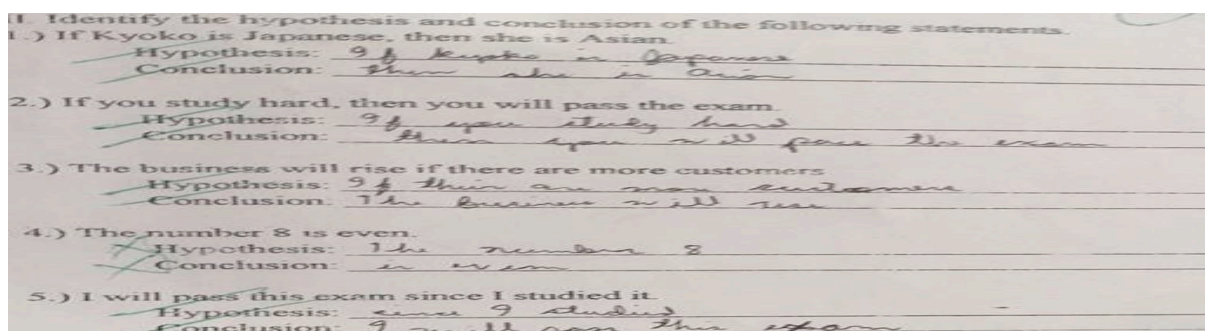 II. Identify the hypothesis and conclusion of the following statements.
1.) If Kyoko is Japanese, then she is Asian.
Hypothesis: If Kyoko is Japanese
Conclusion: then she is Asian
2.) If you study hard, then you will pass the exam.
Hypothesis: If you study hard
Conclusion: then you will pass the exam
3.) The business will rise if there are more customers
Hypothesis: If their are more customers
Conclusion: The business will rise
4.) The number 8 is even.
Hypothesis: The number 8
Conclusion: is even
5.) I will pass this exam since I studied it.
Hypothesis: since I studied
Conclusion: I will pass this exam